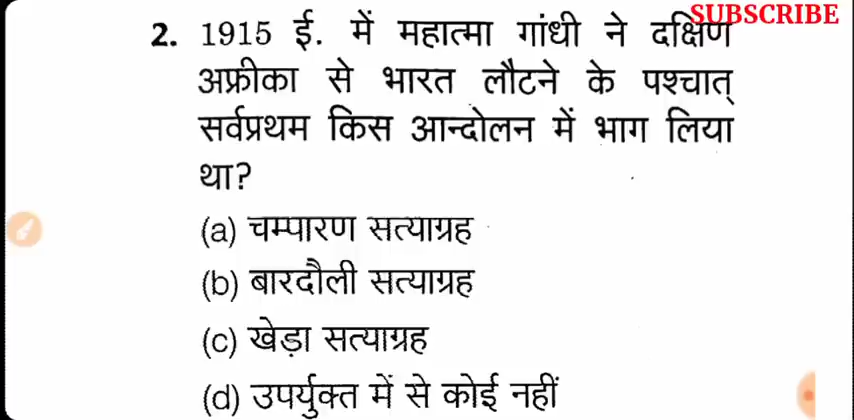 SUBSCRIBE
2. 1915 ई. में महात्मा गांधी ने दक्षिण
अफ्रीका से भारत लौटने के पश्चात्
सर्वप्रथम किस आन्दोलन में भाग लिया
था?
(a) चम्पारण सत्याग्रह
(b) बारदौली सत्याग्रह
(c) खेड़ा सत्याग्रह
(d) उपर्युक्त में से कोई नहीं